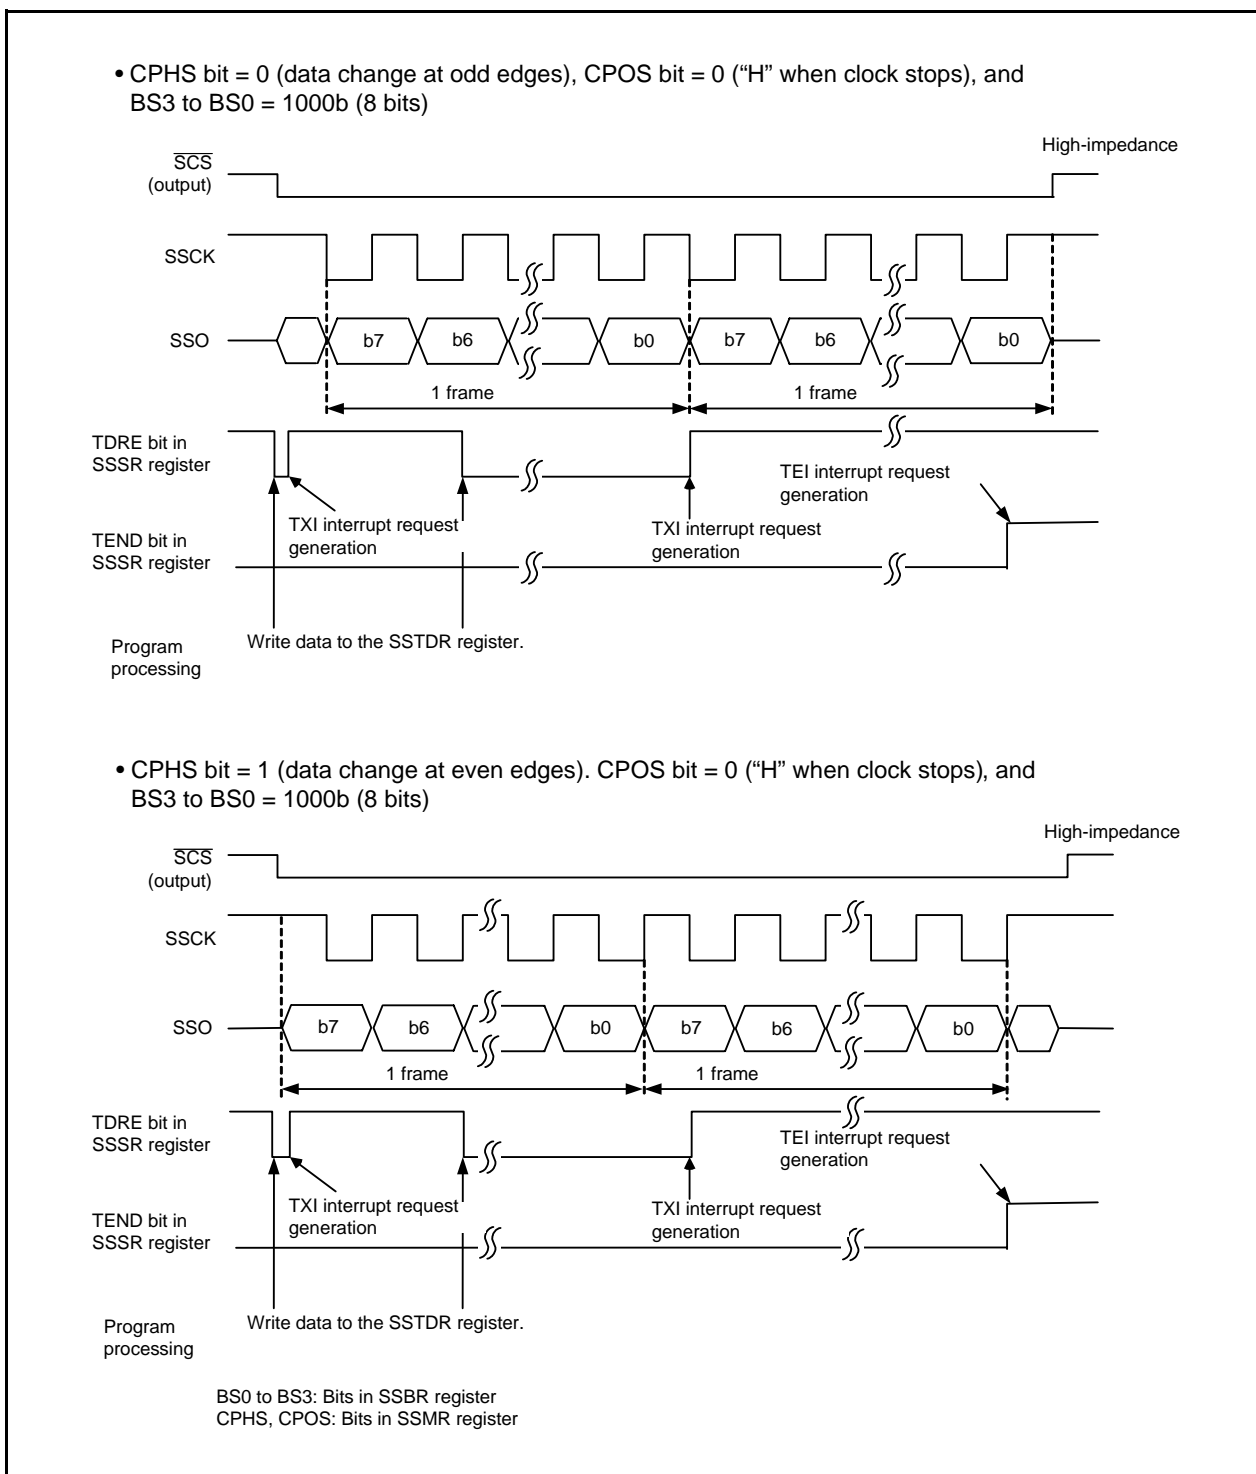 • CPHS bit = 0 (data change at odd edges), CPOS bit = 0 (“H” when clock stops), and
BS3 to BS0 = 1000b (8 bits)
High-impedance
SCS
(output)
SSCK
SSO
b7
b6
b0
b7
b6
b0
1 frame
1 frame
TDRE bit in
SSSR register
TEI interrupt request
generation
TXI interrupt request
generation
TXI interrupt request
generation
TEND bit in
SSSR register
Write data to the SSTDR register.
Program
processing
• CPHS bit = 1 (data change at even edges). CPOS bit = 0 (“H” when clock stops), and
BS3 to BS0 = 1000b (8 bits)
High-impedance
SCS
(output)
SSCK
SSO
b7
b6
b0
b7
b6
b0
1 frame
1 frame
TDRE bit in
SSSR register
TEI interrupt request
generation
TXI interrupt request
generation
TXI interrupt request
generation
TEND bit in
SSSR register
Write data to the SSTDR register.
Program
processing
BS0 to BS3: Bits in SSBR register
CPHS, CPOS: Bits in SSMR register